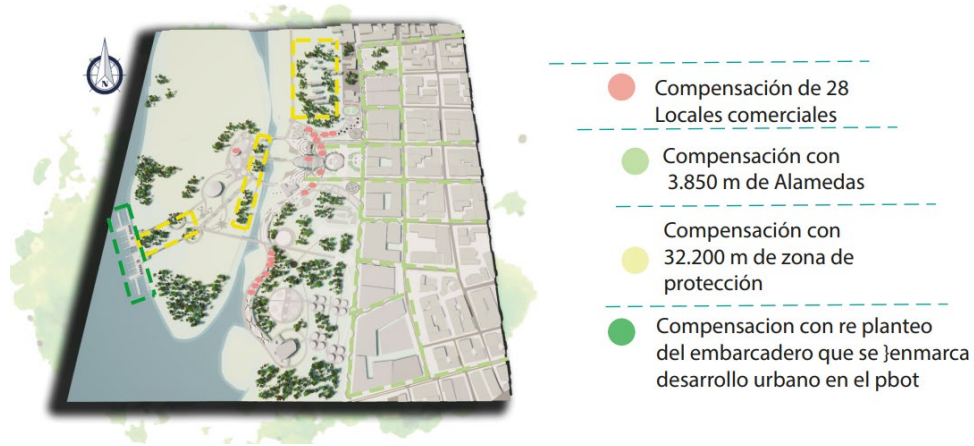 N
Compensación de 28
Locales comerciales
Compensación con
3.850 m de Alamedas
Compensación con
32.200 m de zona de
protección
Compensacion con re planteo
del embarcadero que se }enmarca
desarrollo urbano en el pbot